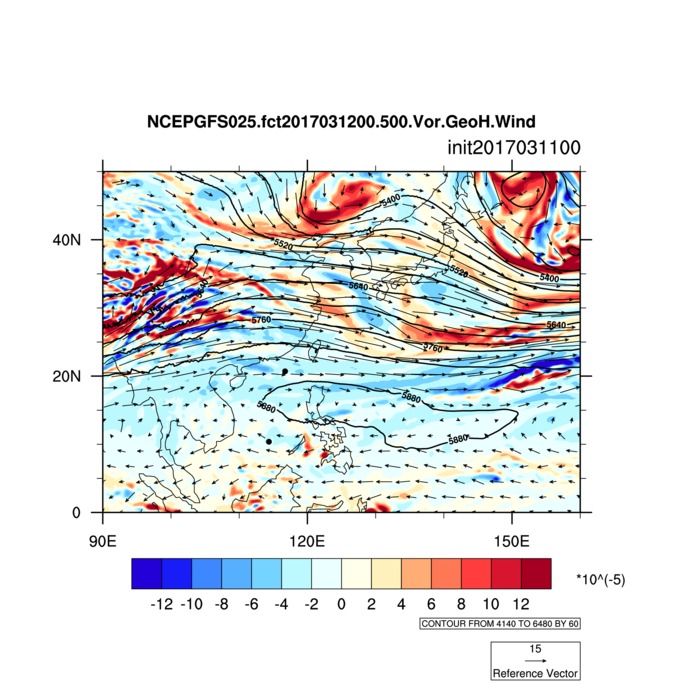 NCEPGFS025.fct2017031200.500.Vor.GeoH.Wind
init2017031100
5400
5520
5520
5400
40N
5640
5640
5760
5760
20N
5880
5880
5880
0
90E 120E 150E
-12 -10 -8 -6 -4 -2 0 2 4 6 8 10 12
*10^(-5)
CONTOUR FROM 4140 TO 6480 BY 60
15
Reference Vector